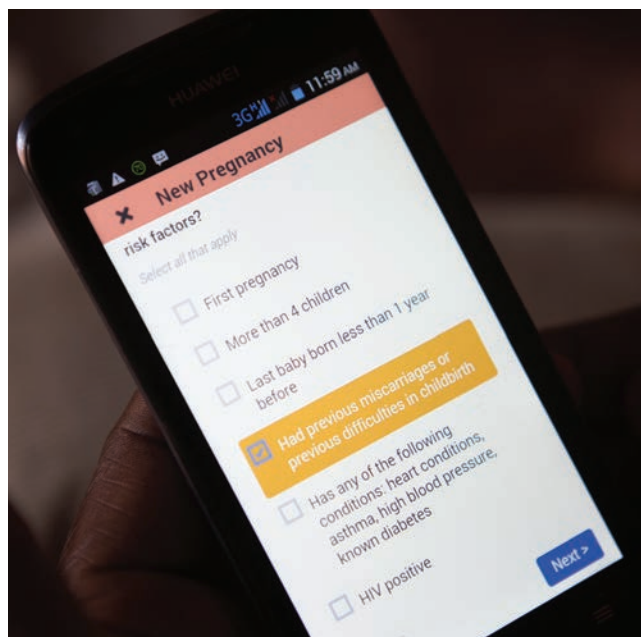 HUAWEI
3G H 11:59 AM
New Pregnancy
risk factors?
Select all that apply
First pregnancy
More than 4 children
Last baby born less than 1 year
before
Had previous miscarriages or
previous difficulties in childbirth
Has any of the following
conditions: heart conditions,
asthma, high blood pressure,
known diabetes
HIV positive
Next >